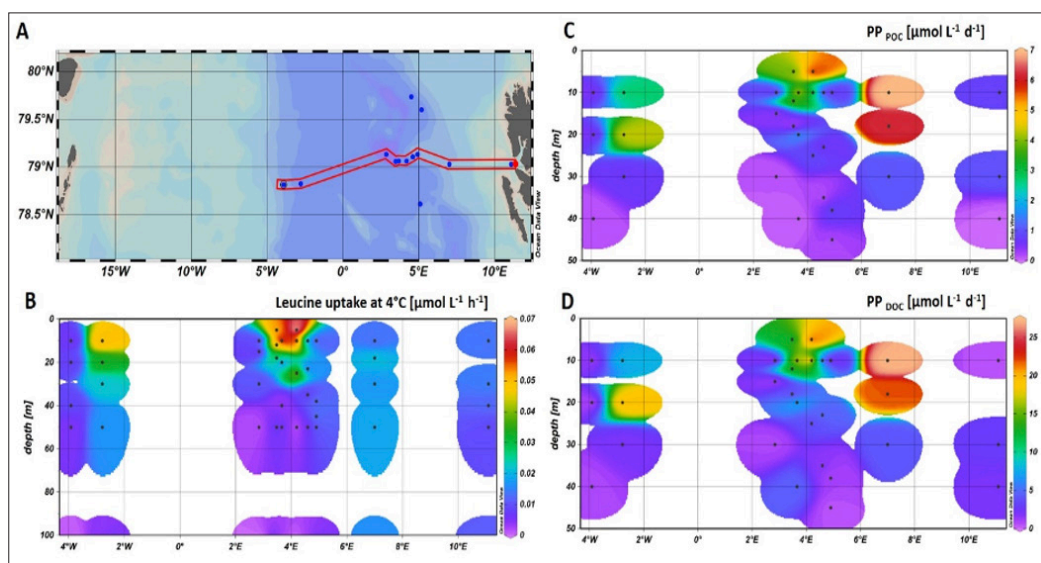 A
80°N
79.5°N
79°N
78.5°N
15°W
10°W
5°W
0°
5°E
10°E
Ocean Data View
B
Leucine uptake at 4°C [µmol L-1 h-1]
depth [m]
0
20
40
60
80
100
4°W
2°W
0°
2°E
4°E
6°E
8°E
10°E
0.07
0.06
0.05
0.04
0.03
0.02
0.01
0
Ocean Data View
C
PP POC [µmol L-1 d-1]
depth [m]
0
10
20
30
40
50
4°W
2°W
0°
2°E
4°E
6°E
8°E
10°E
7
6
5
4
3
2
1
0
Ocean Data View
D
PP DOC [µmol L-1 d-1]
depth [m]
0
10
20
30
40
50
4°W
2°W
0°
2°E
4°E
6°E
8°E
10°E
25
20
15
10
5
0
Ocean Data View